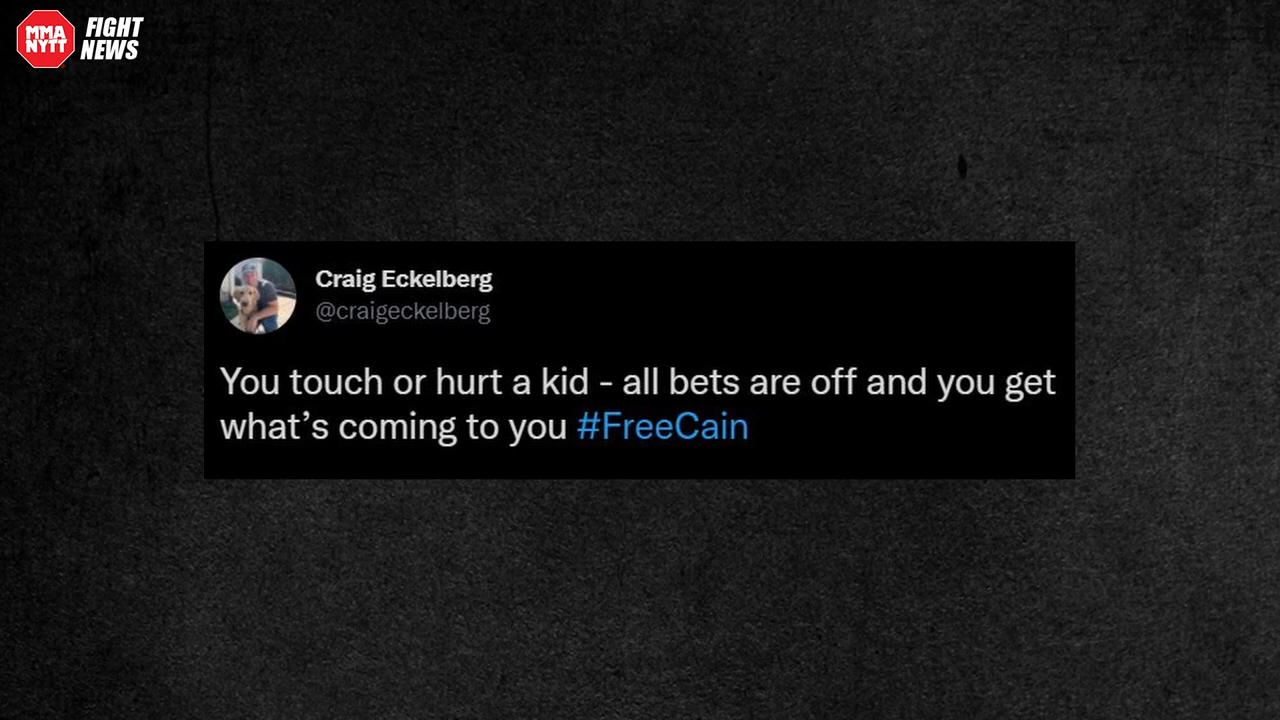 MMA
NYTT
FIGHT
NEWS
Craig Eckelberg
@craigeckelberg
You touch or hurt a kid - all bets are off and you get
what’s coming to you #FreeCain